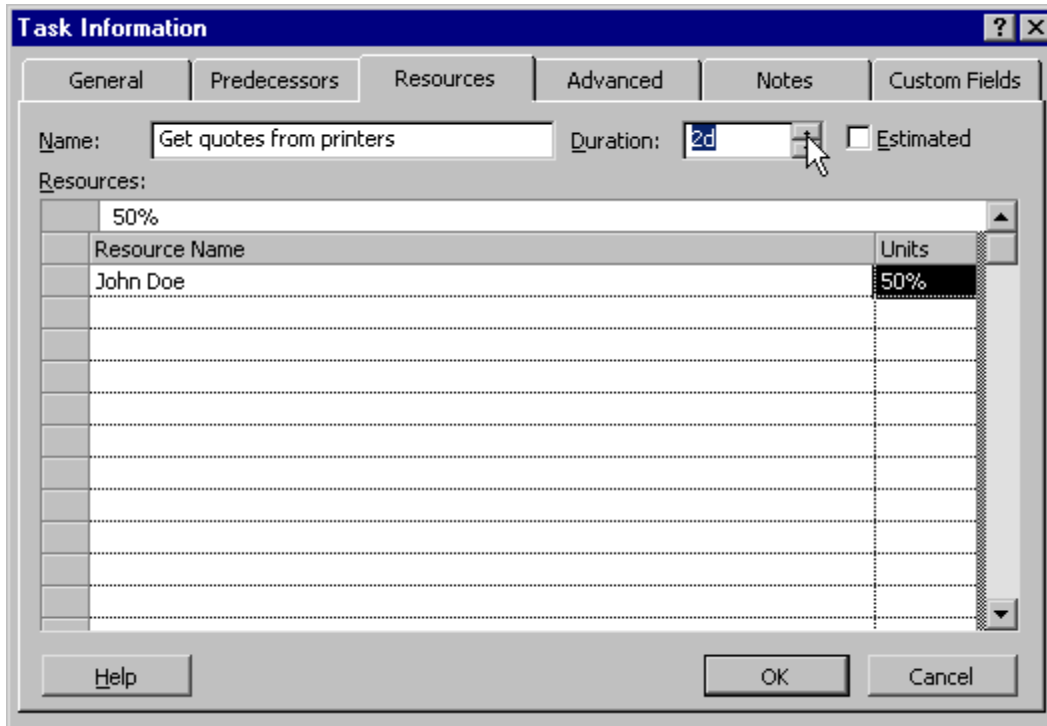 Task Information
General Predecessors Resources Advanced Notes Custom Fields
Name: Get quotes from printers Duration: 2d Estimated
Resources:
50%
Resource Name Units
John Doe 50%
Help OK Cancel